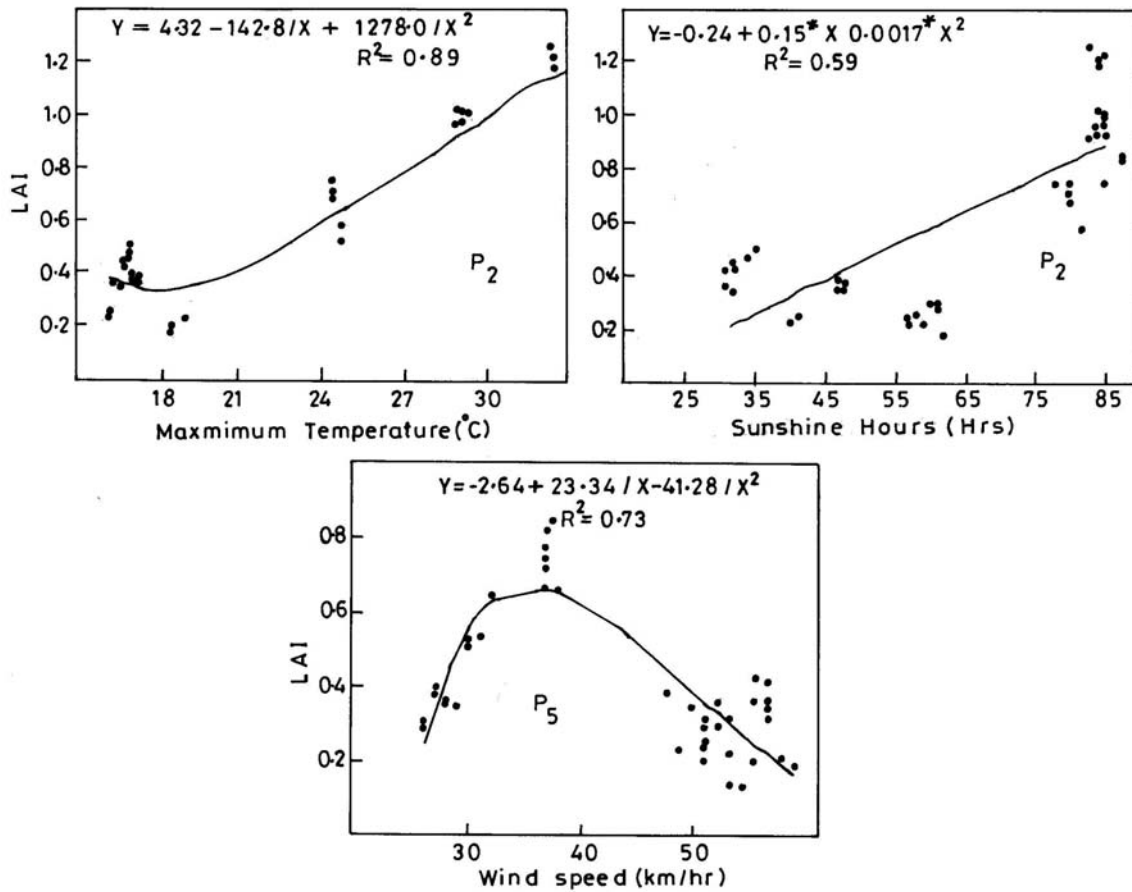 Y = 4.32 -142.8/X + 1278.0/X²
R² = 0.89
LAI
1.2
1.0
0.8
0.6
0.4
0.2
P₂
18 21 24 27 30
Maxmimum Temperature(°C)
Y=-0.24+0.15* X 0.0017* X²
R² = 0.59
1.2
1.0
0.8
0.6
0.4
0.2
P₂
25 35 45 55 65 75 85
Sunshine Hours (Hrs)
Y=-2.64+ 23.34 / X-41.28/X²
R² = 0.73
LAI
0.8
0.6
0.4
0.2
P₅
30 40 50
Wind speed (km/hr)